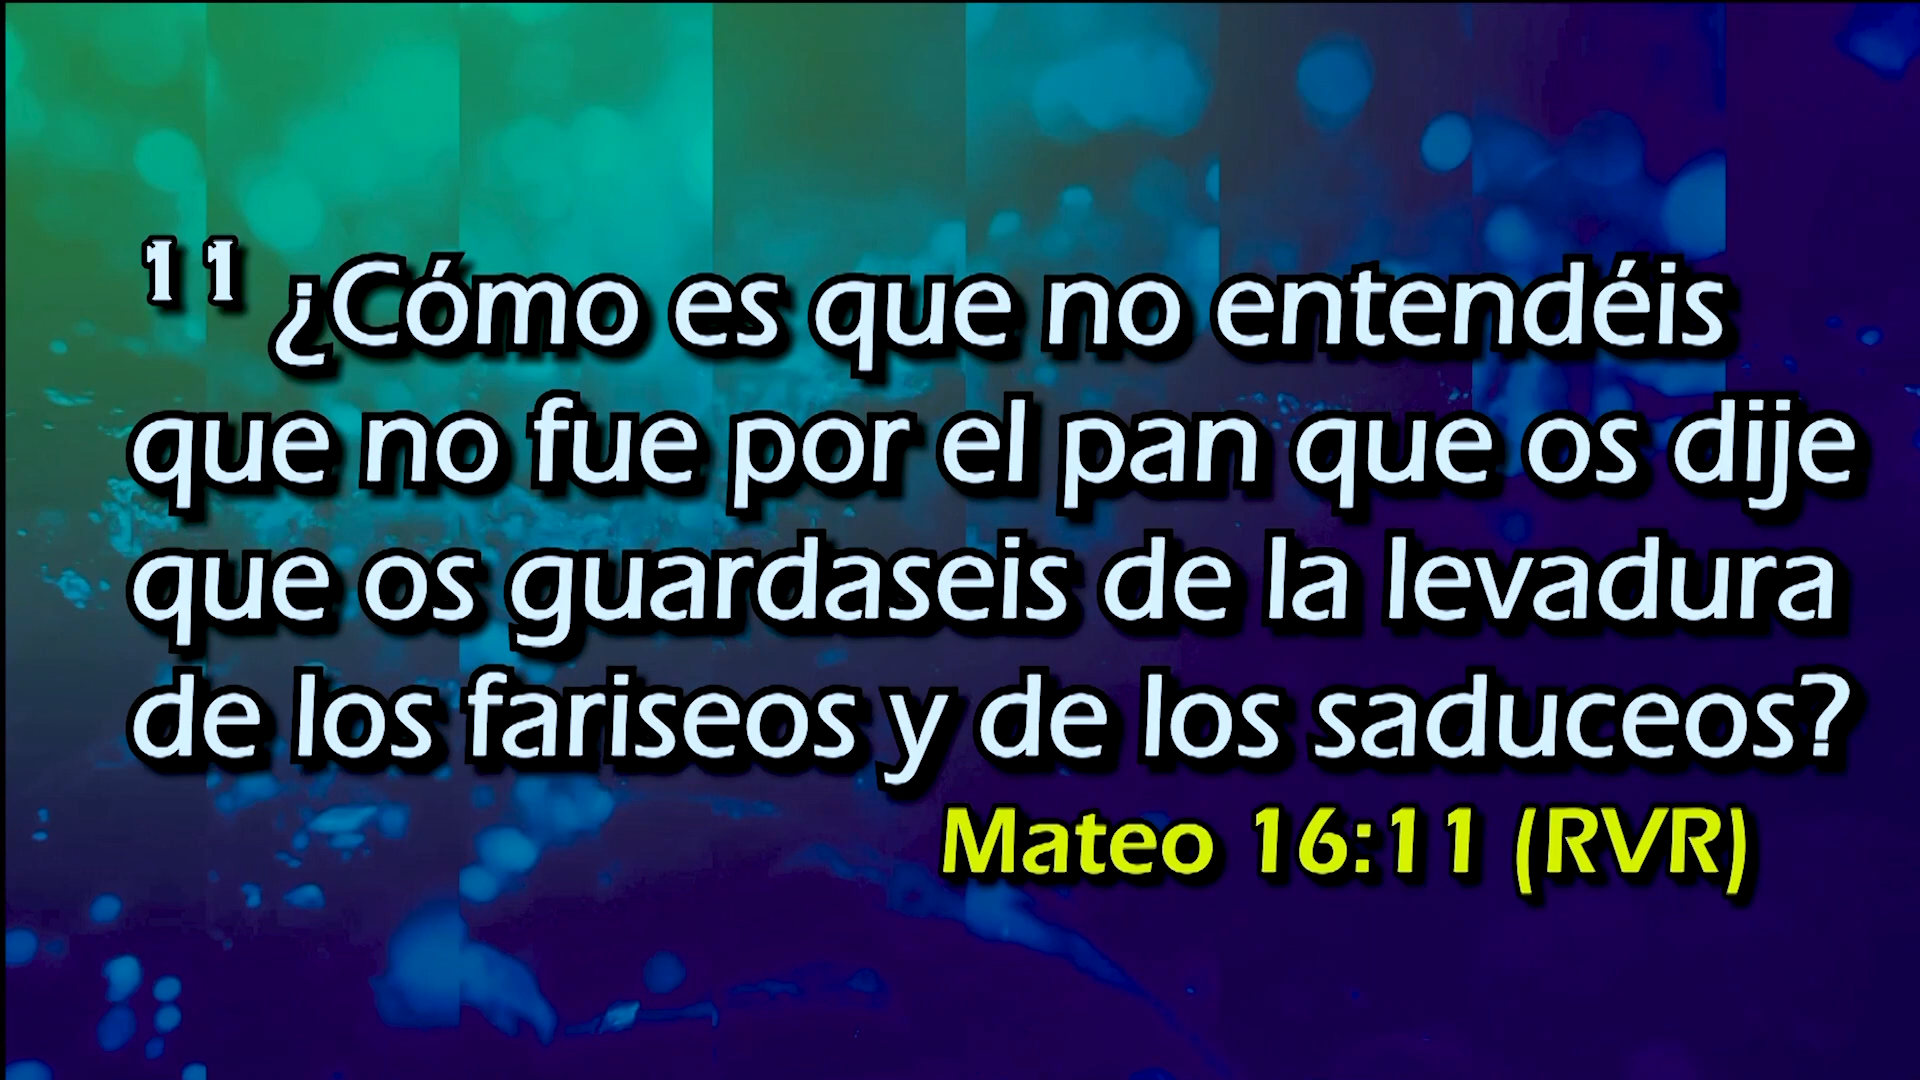 11 ¿Cómo es que no entendéis
que no fue por el pan que os dije
que os guardaseis de la levadura
de los fariseos y de los saduceos?
Mateo 16:11 (RVR)